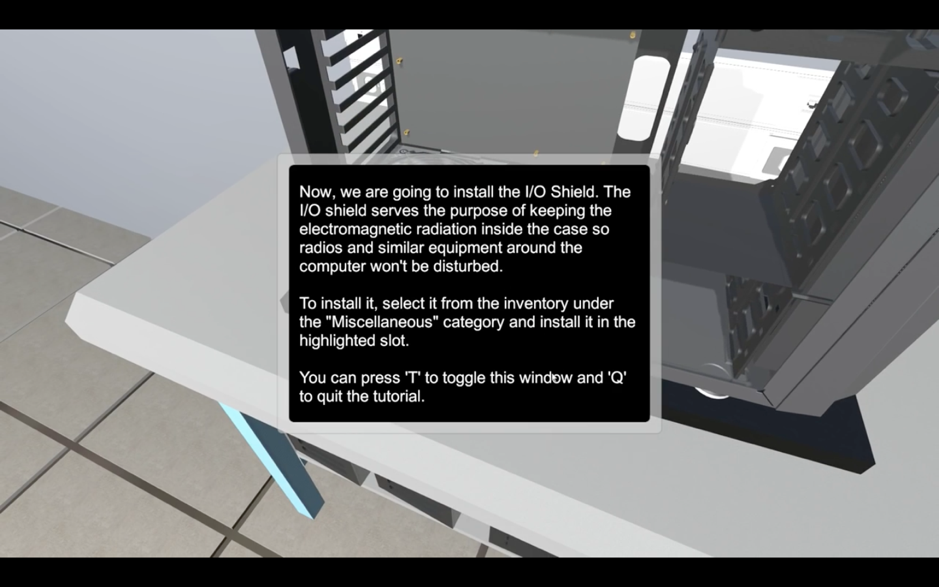 Now, we are going to install the I/O Shield. The
I/O shield serves the purpose of keeping the
electromagnetic radiation inside the case so
radios and similar equipment around the
computer won't be disturbed.
To install it, select it from the inventory under
the "Miscellaneous" category and install it in the
highlighted slot.
You can press 'T' to toggle this window and 'Q'
to quit the tutorial.